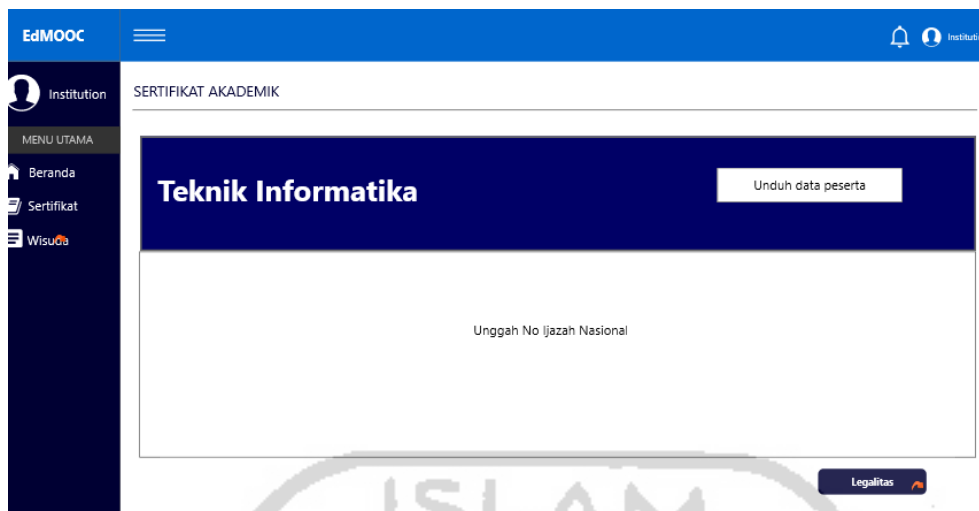 EdMOOC
Institution
MENU UTAMA
Beranda
Sertifikat
Wisuda
SERTIFIKAT AKADEMIK
Teknik Informatika
Unduh data peserta
Unggah No Ijazah Nasional
Legalitas
ISLAM